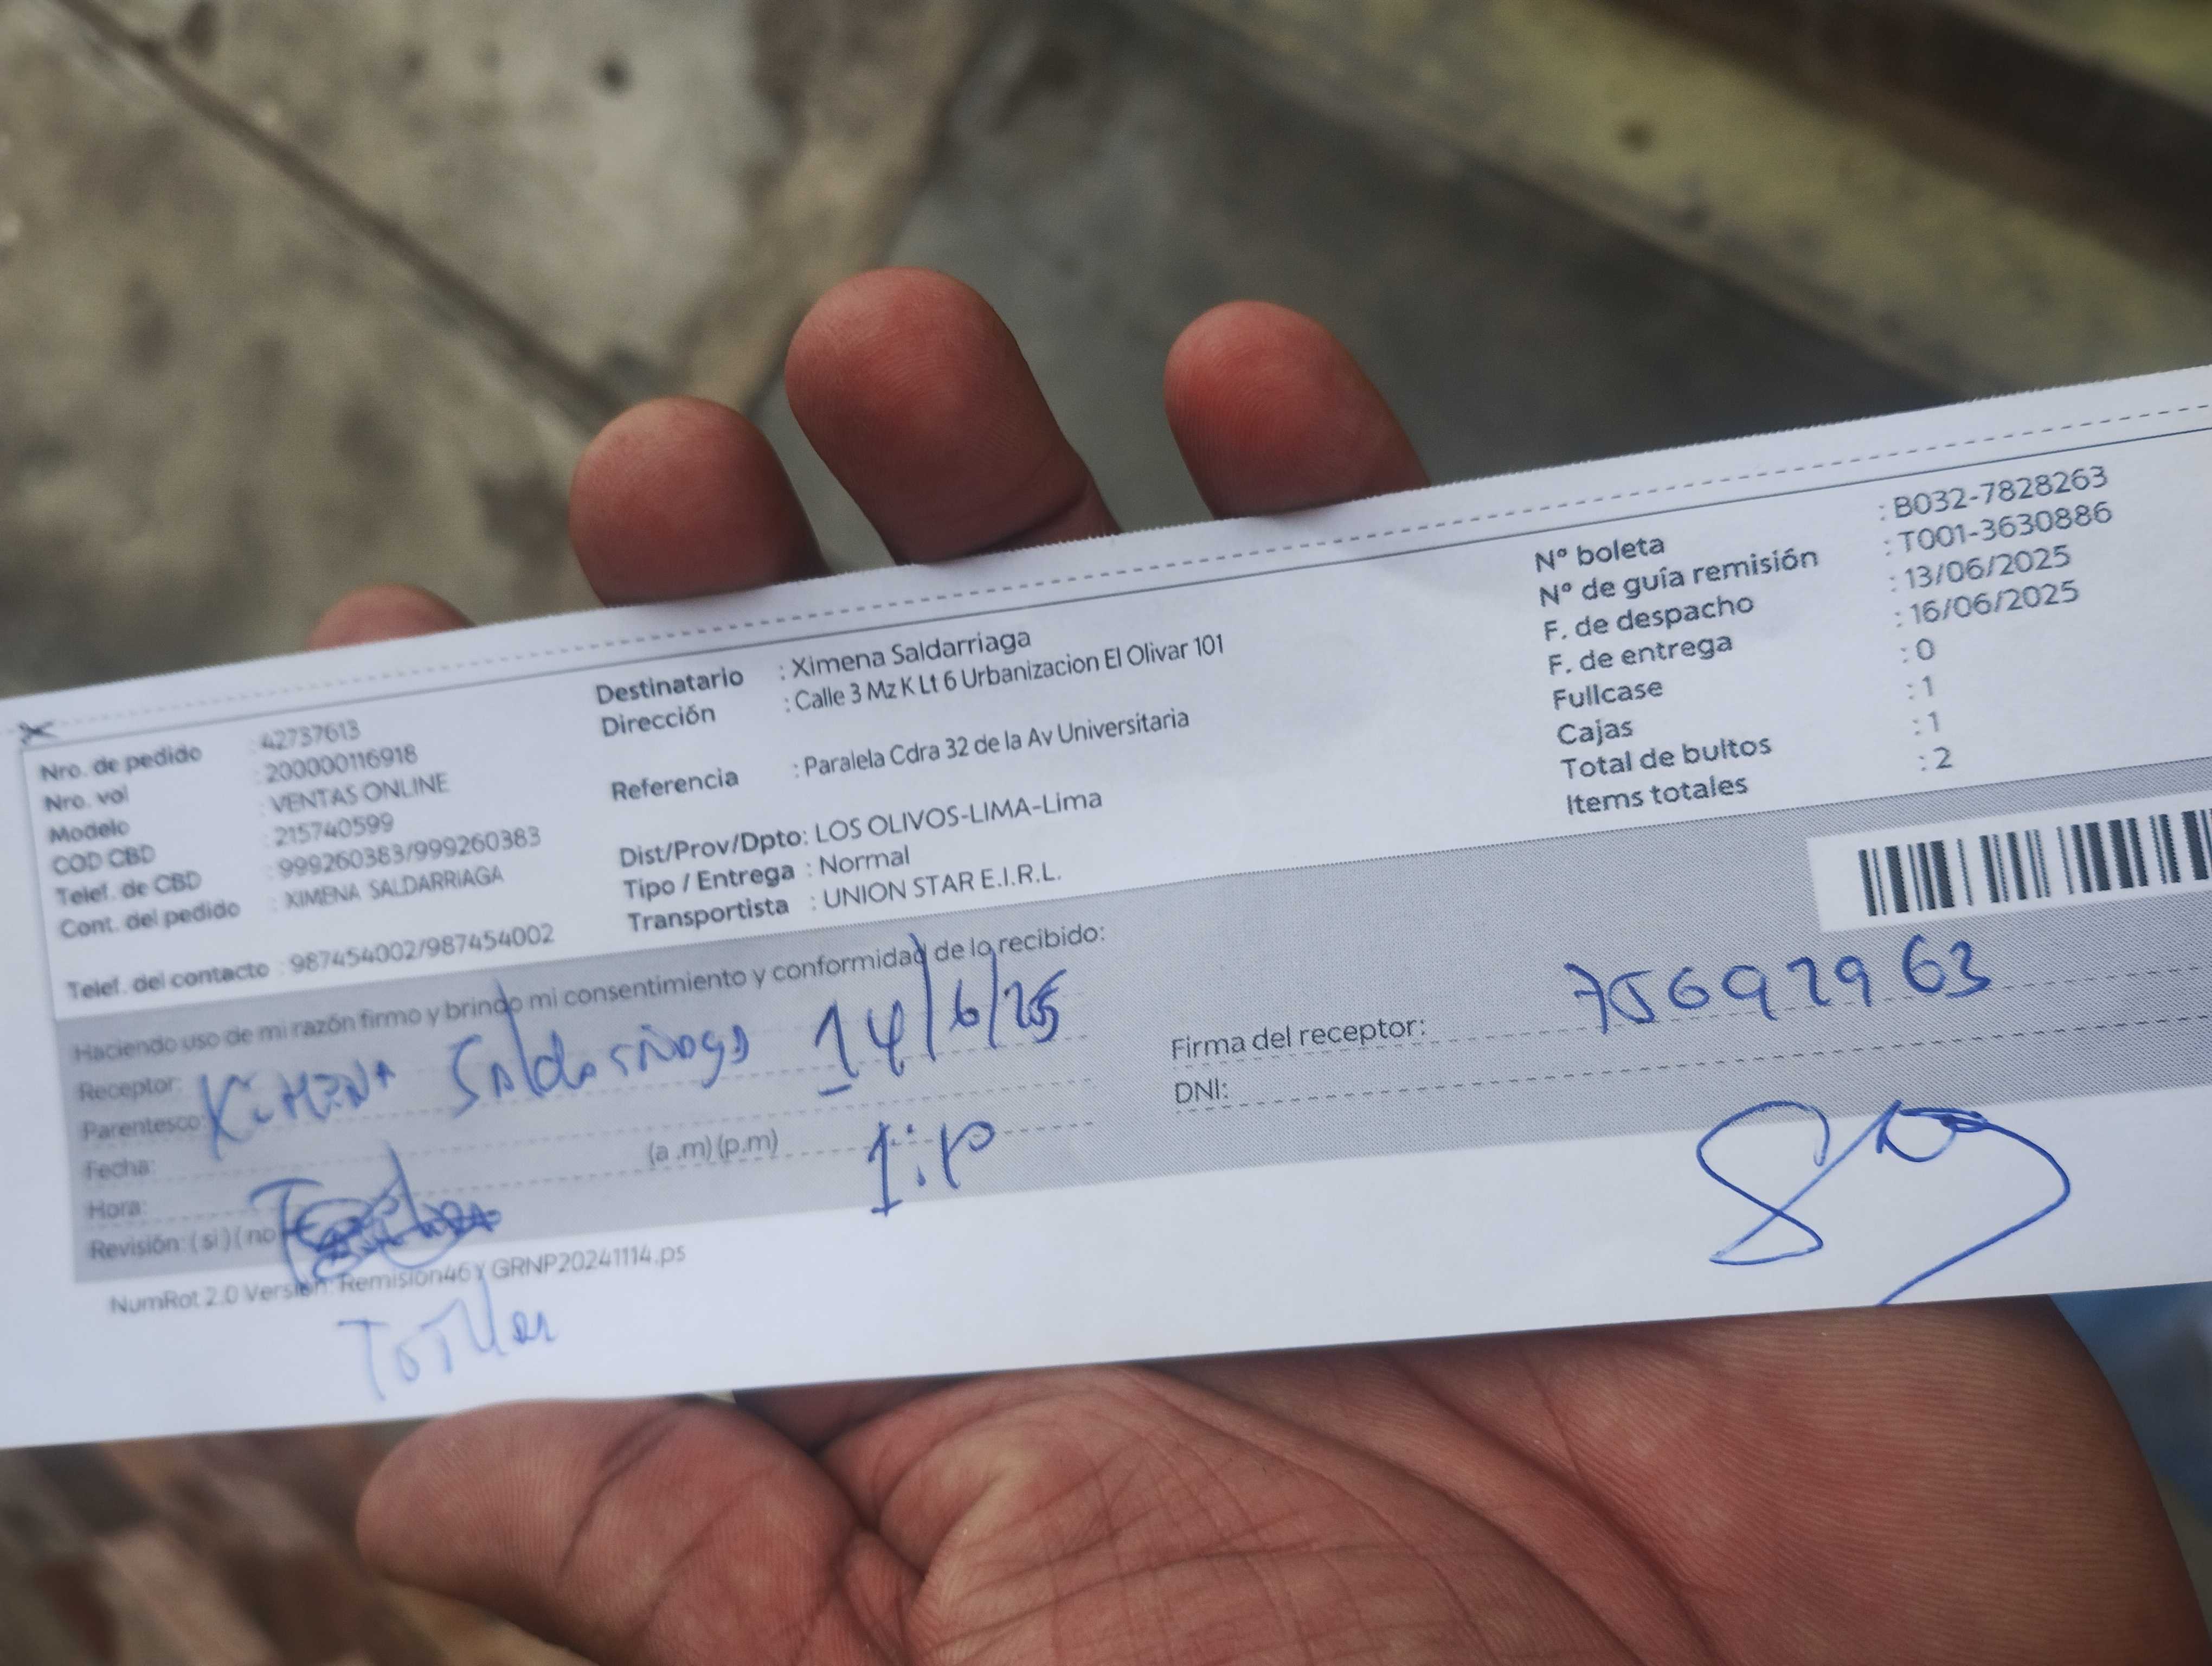 Nro. de pedido : 42737613
Nro. vol : 200000116918
Modelo : VENTAS ONLINE
COD CBD : 215740599
Telef. de CBD : 999260383/999260383
Cont. del pedido : XIMENA SALDARRIAGA
Telef. del contacto : 987454002/987454002
Destinatario : Ximena Saldarriaga
Dirección : Calle 3 Mz K Lt 6 Urbanizacion El Olivar 101
Referencia : Paralela Cdra 32 de la Av Universitaria
Dist/Prov/Dpto: LOS OLIVOS-LIMA-Lima
Tipo / Entrega : Normal
Transportista : UNION STAR E.I.R.L.
Nº boleta : B032-7828263
Nº de guía remisión : T001-3630886
F. de despacho : 13/06/2025
F. de entrega : 16/06/2025
Fullcase : 0
Cajas : 1
Total de bultos : 1
Items totales : 2
Haciendo uso de mi razón firmo y brindo mi consentimiento y conformidad de lo recibido:
Receptor: Ximena Saldarriaga 14/6/25
Parentesco:
Fecha:
Hora: (a .m) (p.m) 1:10
Revisión: ( si ) ( no
Firma del receptor: 75692963
DNI:
NumRot 2.0 Version: Remision46Y GRNP20241114.ps